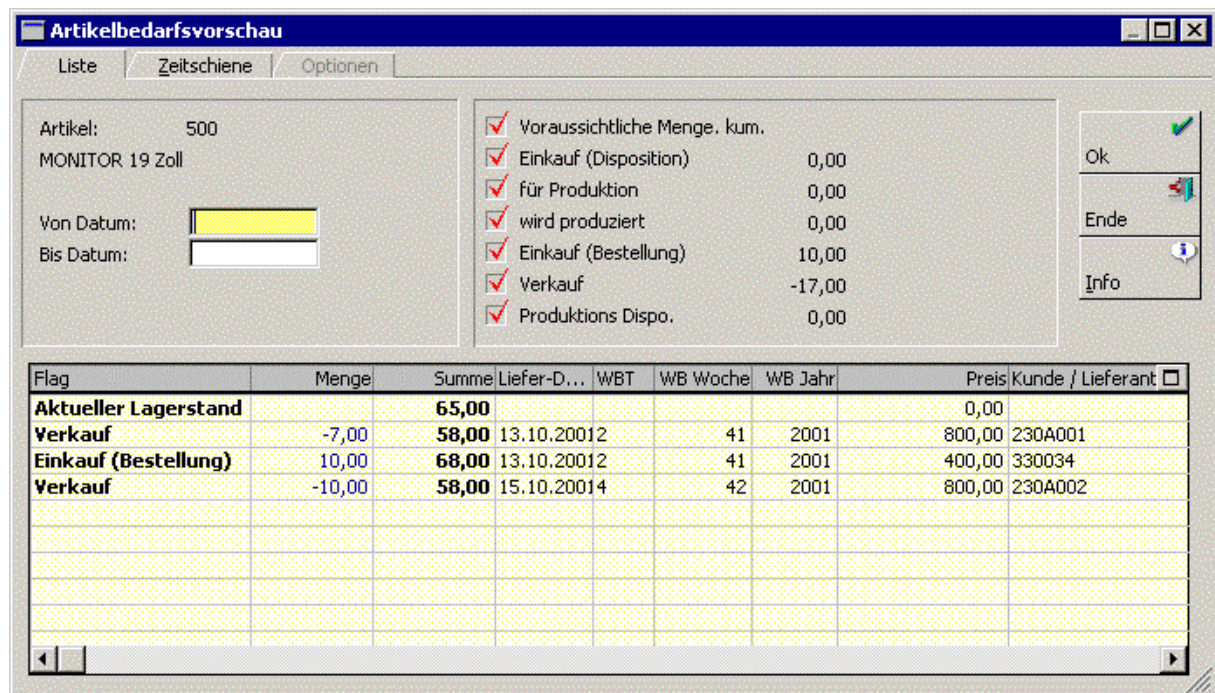 Artikelbedarfsvorschau
Liste Zeitschiene Optionen
Artikel: 500
MONITOR 19 Zoll
Von Datum:
Bis Datum:
Voraussichtliche Menge. kum.
Einkauf (Disposition) 0,00
für Produktion 0,00
wird produziert 0,00
Einkauf (Bestellung) 10,00
Verkauf -17,00
Produktions Dispo. 0,00
Ok
Ende
Info
Flag Menge Summe Liefer-D... WBT WB Woche WB Jahr Preis Kunde / Lieferant
Aktueller Lagerstand 65,00 0,00
Verkauf -7,00 58,00 13.10.2001 2 41 2001 800,00 230A001
Einkauf (Bestellung) 10,00 68,00 13.10.2001 2 41 2001 400,00 330034
Verkauf -10,00 58,00 15.10.2001 4 42 2001 800,00 230A002